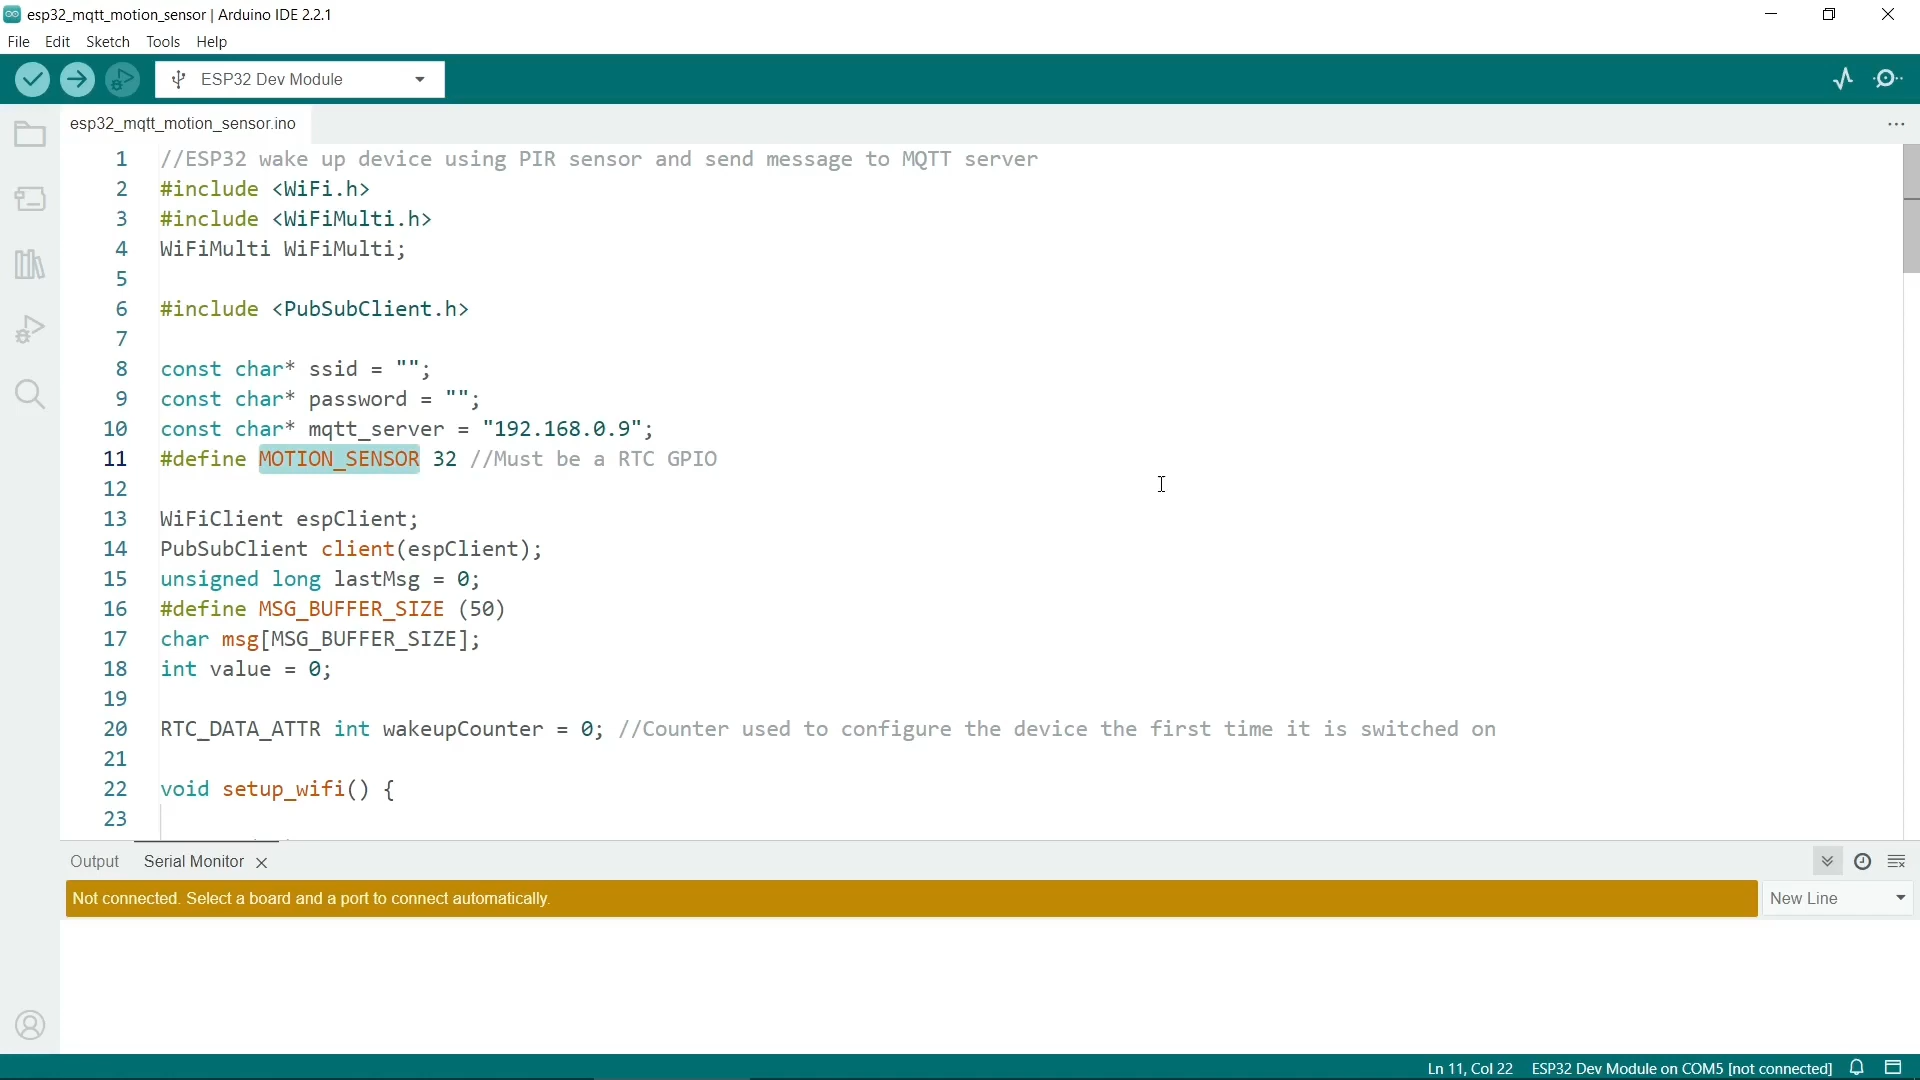 esp32_mqtt_motion_sensor | Arduino IDE 2.2.1
File Edit Sketch Tools Help
ESP32 Dev Module
esp32_mqtt_motion_sensor.ino
1 //ESP32 wake up device using PIR sensor and send message to MQTT server
2 #include <WiFi.h>
3 #include <WiFiMulti.h>
4 WiFiMulti WiFiMulti;
5
6 #include <PubSubClient.h>
7
8 const char* ssid = "";
9 const char* password = "";
10 const char* mqtt_server = "192.168.0.9";
11 #define MOTION_SENSOR 32 //Must be a RTC GPIO
12
13 WiFiClient espClient;
14 PubSubClient client(espClient);
15 unsigned long lastMsg = 0;
16 #define MSG_BUFFER_SIZE (50)
17 char msg[MSG_BUFFER_SIZE];
18 int value = 0;
19
20 RTC_DATA_ATTR int wakeupCounter = 0; //Counter used to configure the device the first time it is switched on
21
22 void setup_wifi() {
23
Output Serial Monitor
Not connected. Select a board and a port to connect automatically.
New Line
Ln 11, Col 22 ESP32 Dev Module on COM5 [not connected]